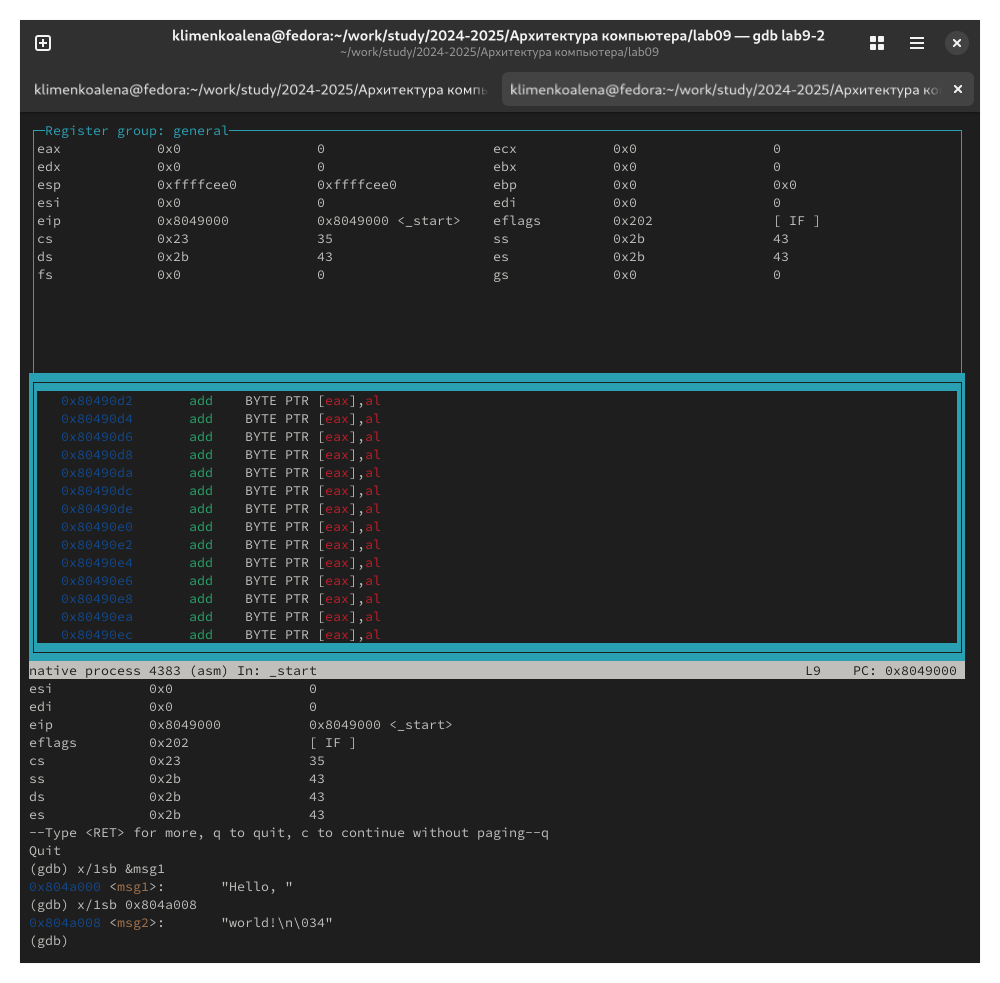 klimenkoalena@fedora:~/work/study/2024-2025/Архитектура компьютера/lab09 — gdb lab9-2
~/work/study/2024-2025/Архитектура компьютера/lab09
klimenkoalena@fedora:~/work/study/2024-2025/Архитектура компь klimenkoalena@fedora:~/work/study/2024-2025/Архитектура ко
Register group: general
eax 0x0 0 ecx 0x0 0
edx 0x0 0 ebx 0x0 0
esp 0xffffcee0 0xffffcee0 ebp 0x0 0x0
esi 0x0 0 edi 0x0 0
eip 0x8049000 0x8049000 <_start> eflags 0x202 [ IF ]
cs 0x23 35 ss 0x2b 43
ds 0x2b 43 es 0x2b 43
fs 0x0 0 gs 0x0 0
0x80490d2 add BYTE PTR [eax],al
0x80490d4 add BYTE PTR [eax],al
0x80490d6 add BYTE PTR [eax],al
0x80490d8 add BYTE PTR [eax],al
0x80490da add BYTE PTR [eax],al
0x80490dc add BYTE PTR [eax],al
0x80490de add BYTE PTR [eax],al
0x80490e0 add BYTE PTR [eax],al
0x80490e2 add BYTE PTR [eax],al
0x80490e4 add BYTE PTR [eax],al
0x80490e6 add BYTE PTR [eax],al
0x80490e8 add BYTE PTR [eax],al
0x80490ea add BYTE PTR [eax],al
0x80490ec add BYTE PTR [eax],al
native process 4383 (asm) In: _start L9 PC: 0x8049000
esi 0x0 0
edi 0x0 0
eip 0x8049000 0x8049000 <_start>
eflags 0x202 [ IF ]
cs 0x23 35
ss 0x2b 43
ds 0x2b 43
es 0x2b 43
--Type <RET> for more, q to quit, c to continue without paging--q
Quit
(gdb) x/1sb &msg1
0x804a000 <msg1>: "Hello, "
(gdb) x/1sb 0x804a008
0x804a008 <msg2>: "world!\n\034"
(gdb)